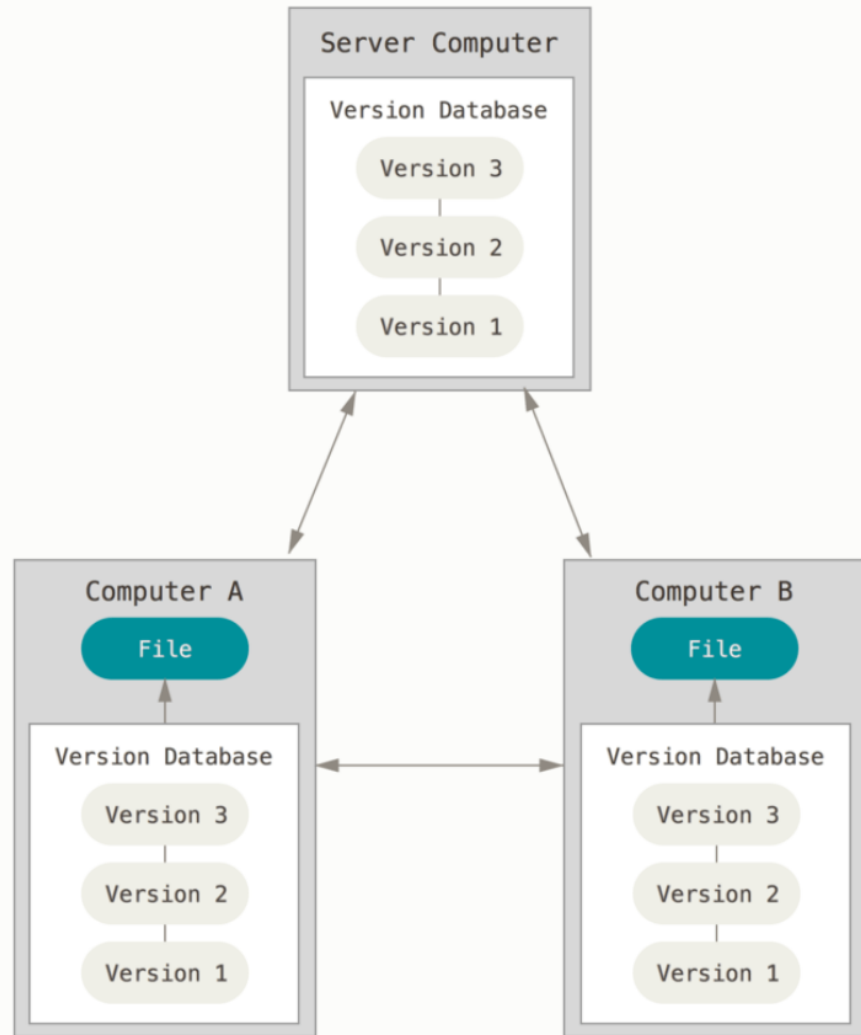 Server Computer
Version Database
Version 3
Version 2
Version 1
Computer A
File
Version Database
Version 3
Version 2
Version 1
Computer B
File
Version Database
Version 3
Version 2
Version 1